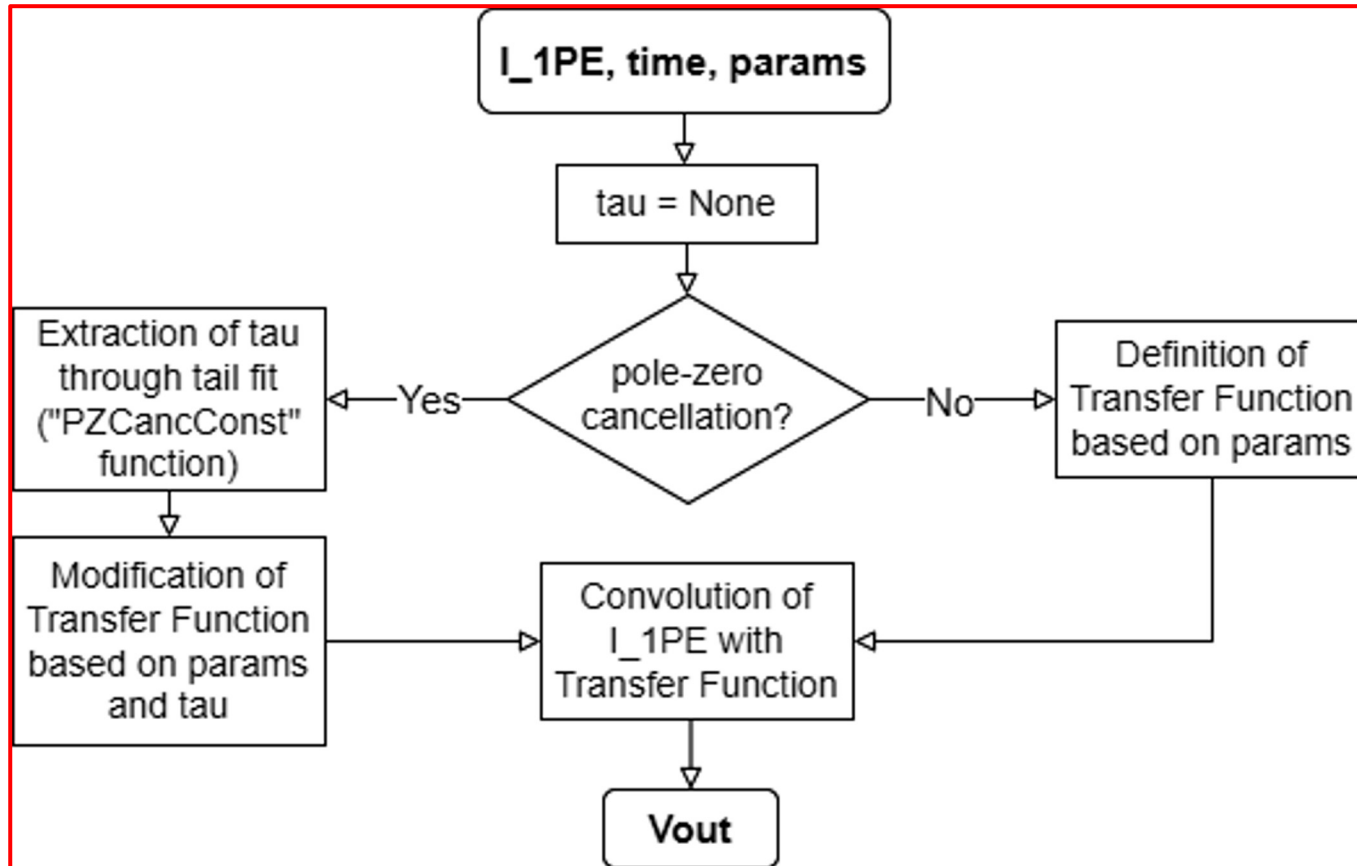 I_1PE, time, params
tau = None
pole-zero
cancellation?
Yes
No
Extraction of tau
through tail fit
("PZCancConst"
function)
Definition of
Transfer Function
based on params
Modification of
Transfer Function
based on params
and tau
Convolution of
I_1PE with
Transfer Function
Vout